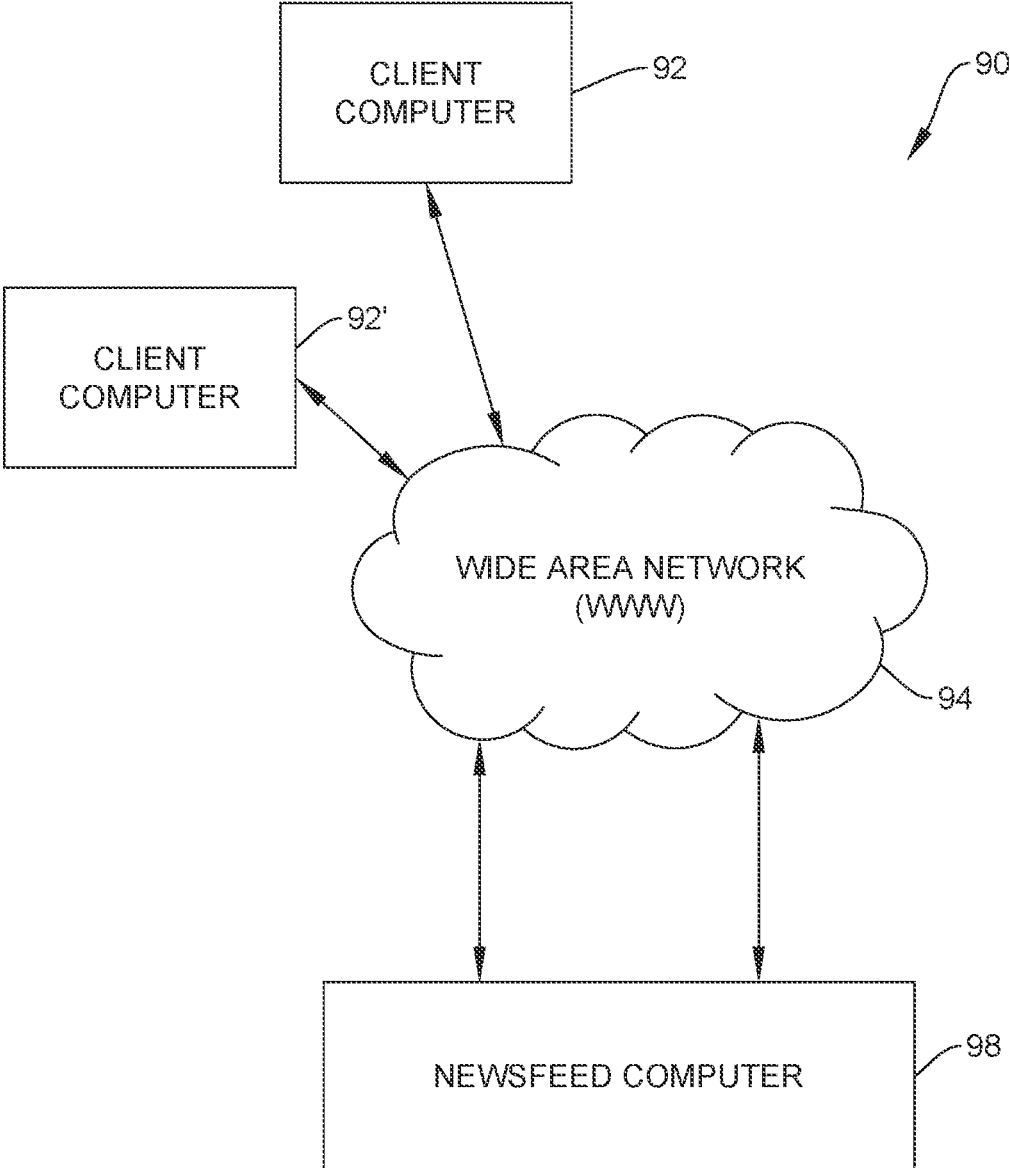 CLIENT
COMPUTER
92
90
CLIENT
COMPUTER
92'
WIDE AREA NETWORK
(WWW)
94
NEWSFEED COMPUTER
98